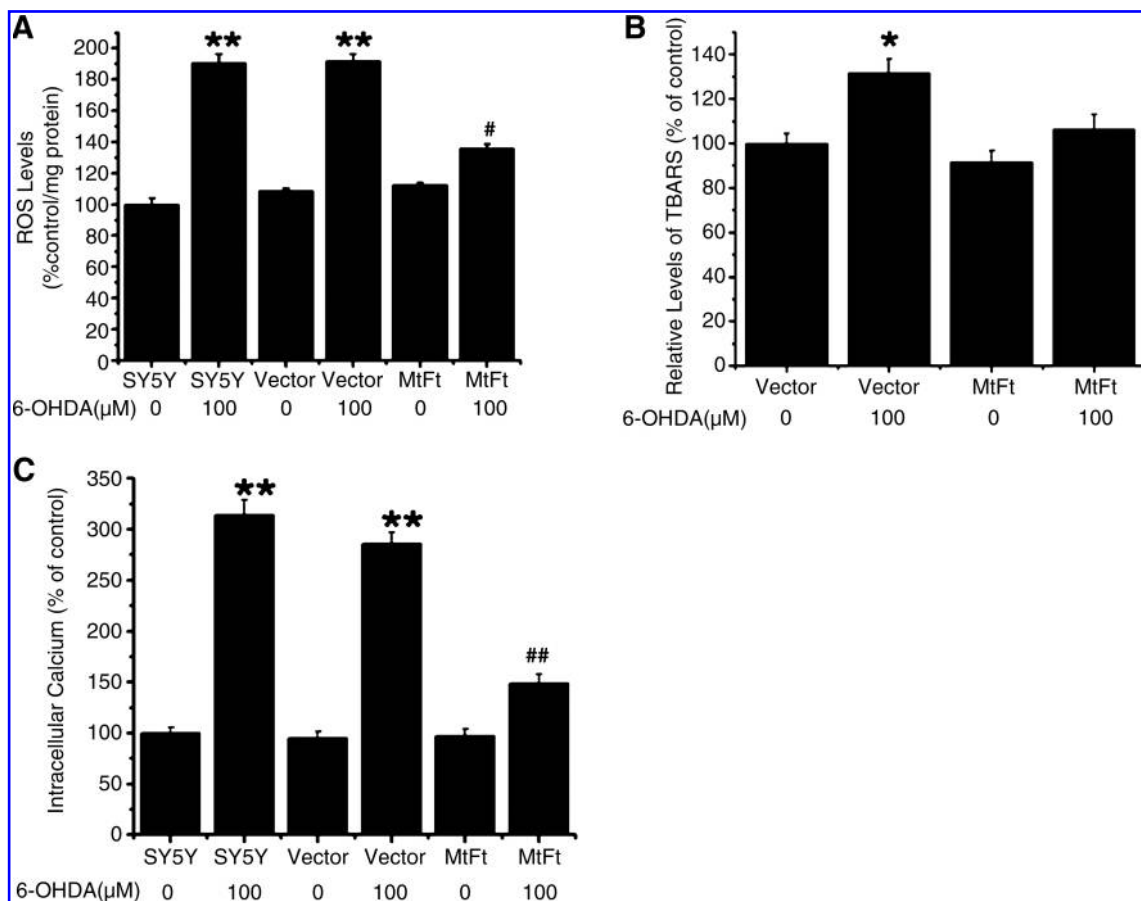 A
ROS Levels
(%control/mg protein)
200
180
160
140
120
100
80
60
40
20
0
** ** #
SY5Y SY5Y Vector Vector MtFt MtFt
6-OHDA(μM) 0 100 0 100 0 100
B
Relative Levels of TBARS (% of control)
140
120
100
80
60
40
20
0
*
Vector Vector MtFt MtFt
6-OHDA(μM) 0 100 0 100
C
Intracellular Calcium (% of control)
350
300
250
200
150
100
50
0
** ** ##
SY5Y SY5Y Vector Vector MtFt MtFt
6-OHDA(μM) 0 100 0 100 0 100